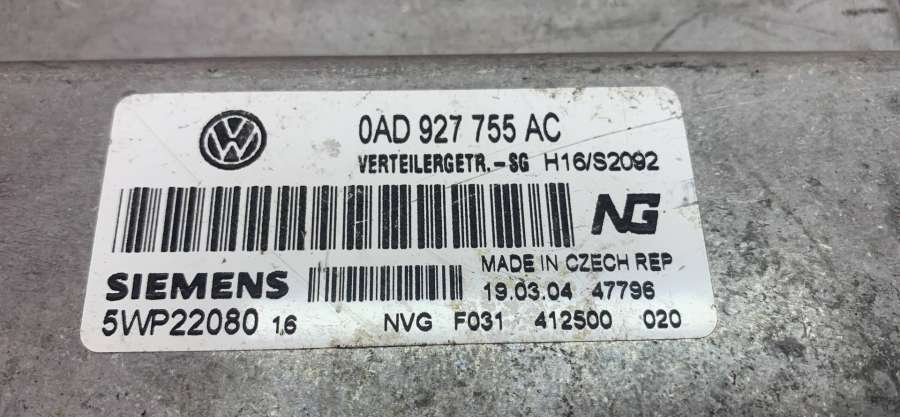 VW
0AD 927 755 AC
VERTEILERGETR.-SG H16/S2092
NG
SIEMENS
MADE IN CZECH REP
19.03.04 47796
5WP22080 1.6 NVG F031 412500 020